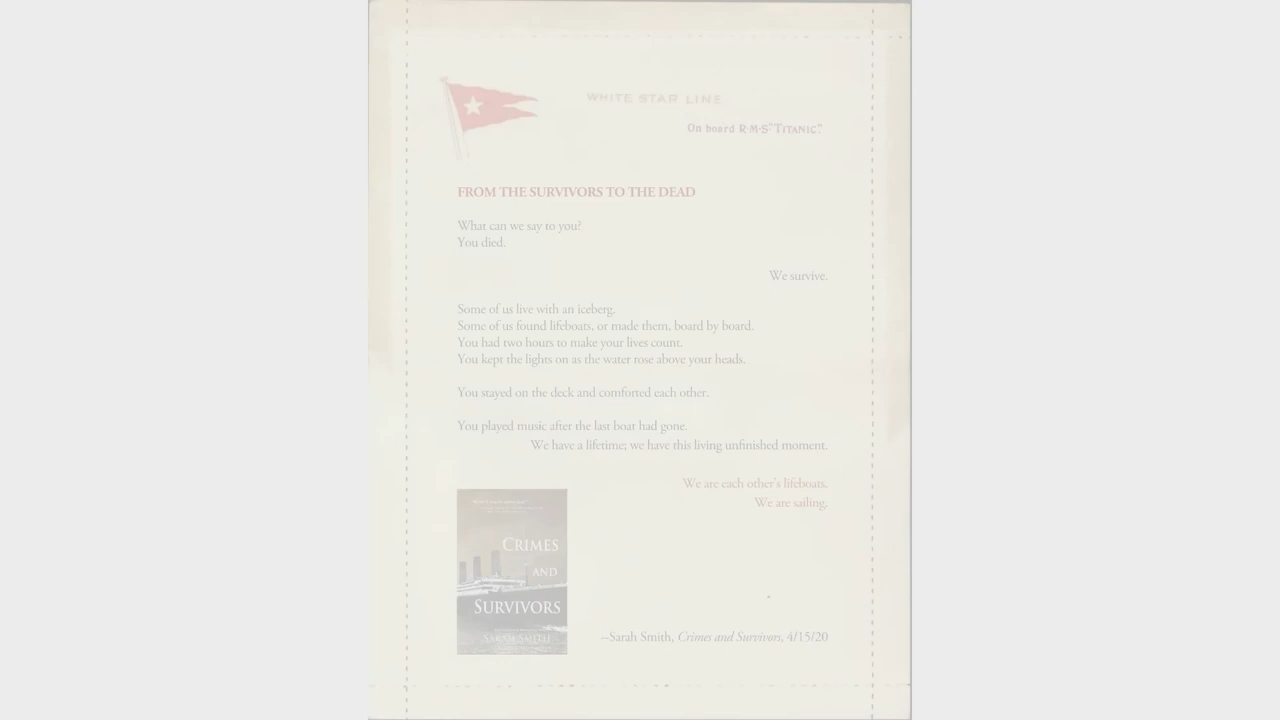 WHITE STAR LINE
On board R·M·S·"TITANIC."
FROM THE SURVIVORS TO THE DEAD
What can we say to you?
You died.
We survive.
Some of us live with an iceberg.
Some of us found lifeboats, or made them, board by board.
You had two hours to make your lives count.
You kept the lights on as the water rose above your heads.
You stayed on the deck and comforted each other.
You played music after the last boat had gone.
We have a lifetime; we have this living unfinished moment.
We are each other's lifeboats.
We are sailing.
CRIMES
AND
SURVIVORS
SARAH SMITH
--Sarah Smith, Crimes and Survivors, 4/15/20